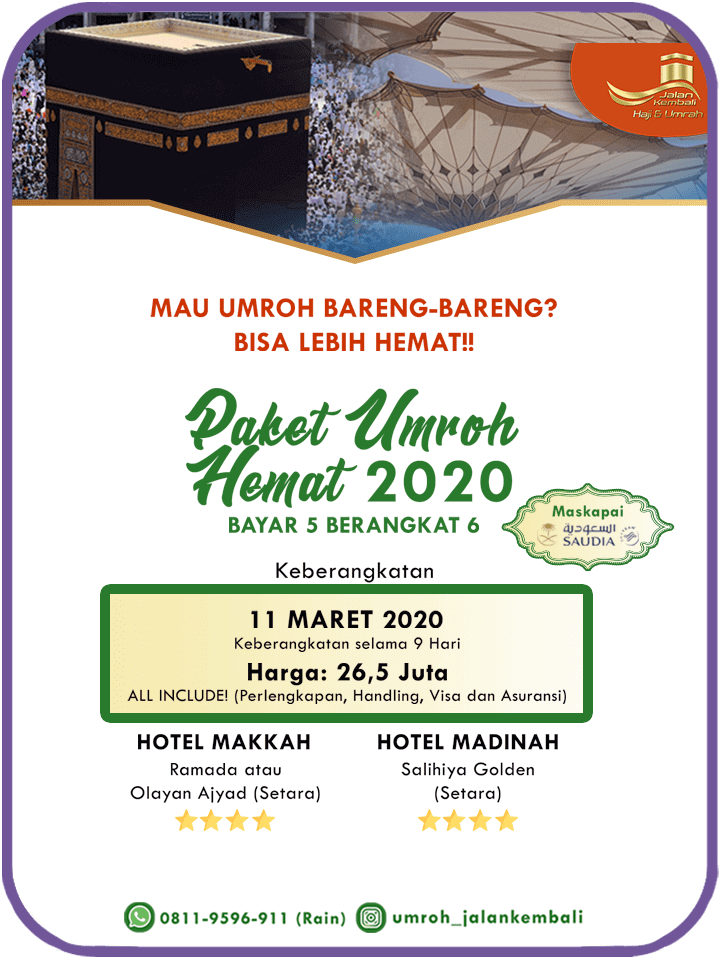 Jalan
Kembali
Haji & Umrah
MAU UMROH BARENG-BARENG?
BISA LEBIH HEMAT!!
Paket Umroh
Hemat 2020
BAYAR 5 BERANGKAT 6
Maskapai
السعودية
SAUDIA
Keberangkatan
11 MARET 2020
Keberangkatan selama 9 Hari
Harga: 26,5 Juta
ALL INCLUDE! (Perlengkapan, Handling, Visa dan Asuransi)
HOTEL MAKKAH
Ramada atau
Olayan Ajyad (Setara)
HOTEL MADINAH
Salihiya Golden
(Setara)
0811-9596-911 (Rain)
umroh_jalankembali